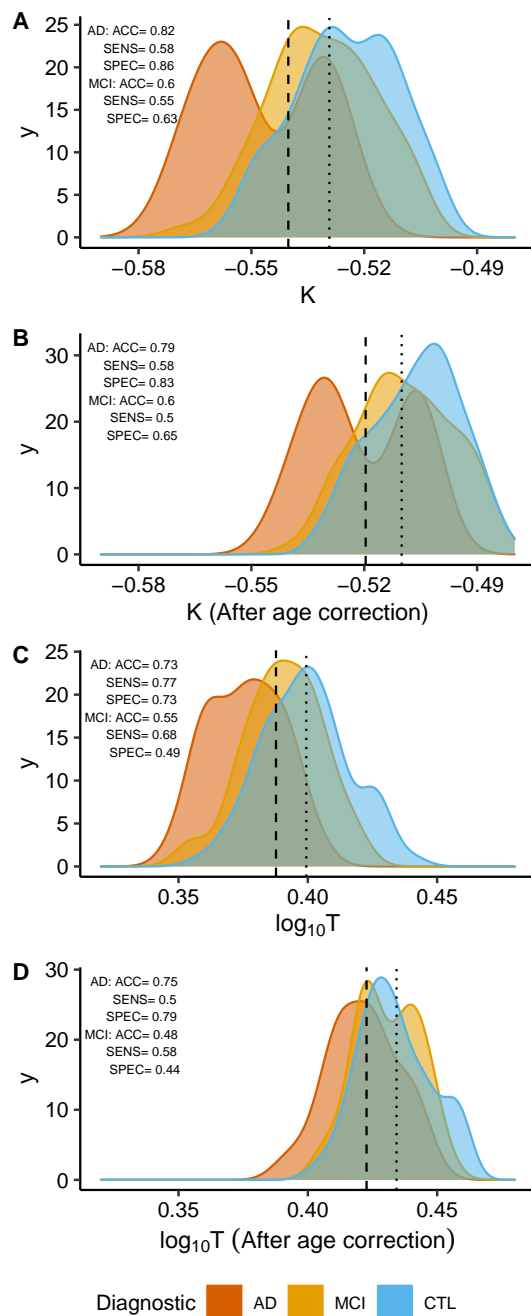 A
AD: ACC= 0.82
SENS= 0.58
SPEC= 0.86
MCI: ACC= 0.6
SENS= 0.55
SPEC= 0.63
y
25
20
15
10
5
0
−0.58 −0.55 −0.52 −0.49
K
B
AD: ACC= 0.79
SENS= 0.58
SPEC= 0.83
MCI: ACC= 0.6
SENS= 0.5
SPEC= 0.65
y
30
20
10
0
−0.58 −0.55 −0.52 −0.49
K (After age correction)
C
AD: ACC= 0.73
SENS= 0.77
SPEC= 0.73
MCI: ACC= 0.55
SENS= 0.68
SPEC= 0.49
y
25
20
15
10
5
0
0.35 0.40 0.45
log₁₀T
D
AD: ACC= 0.75
SENS= 0.5
SPEC= 0.79
MCI: ACC= 0.48
SENS= 0.58
SPEC= 0.44
y
30
20
10
0
0.35 0.40 0.45
log₁₀T (After age correction)
Diagnostic AD MCI CTL